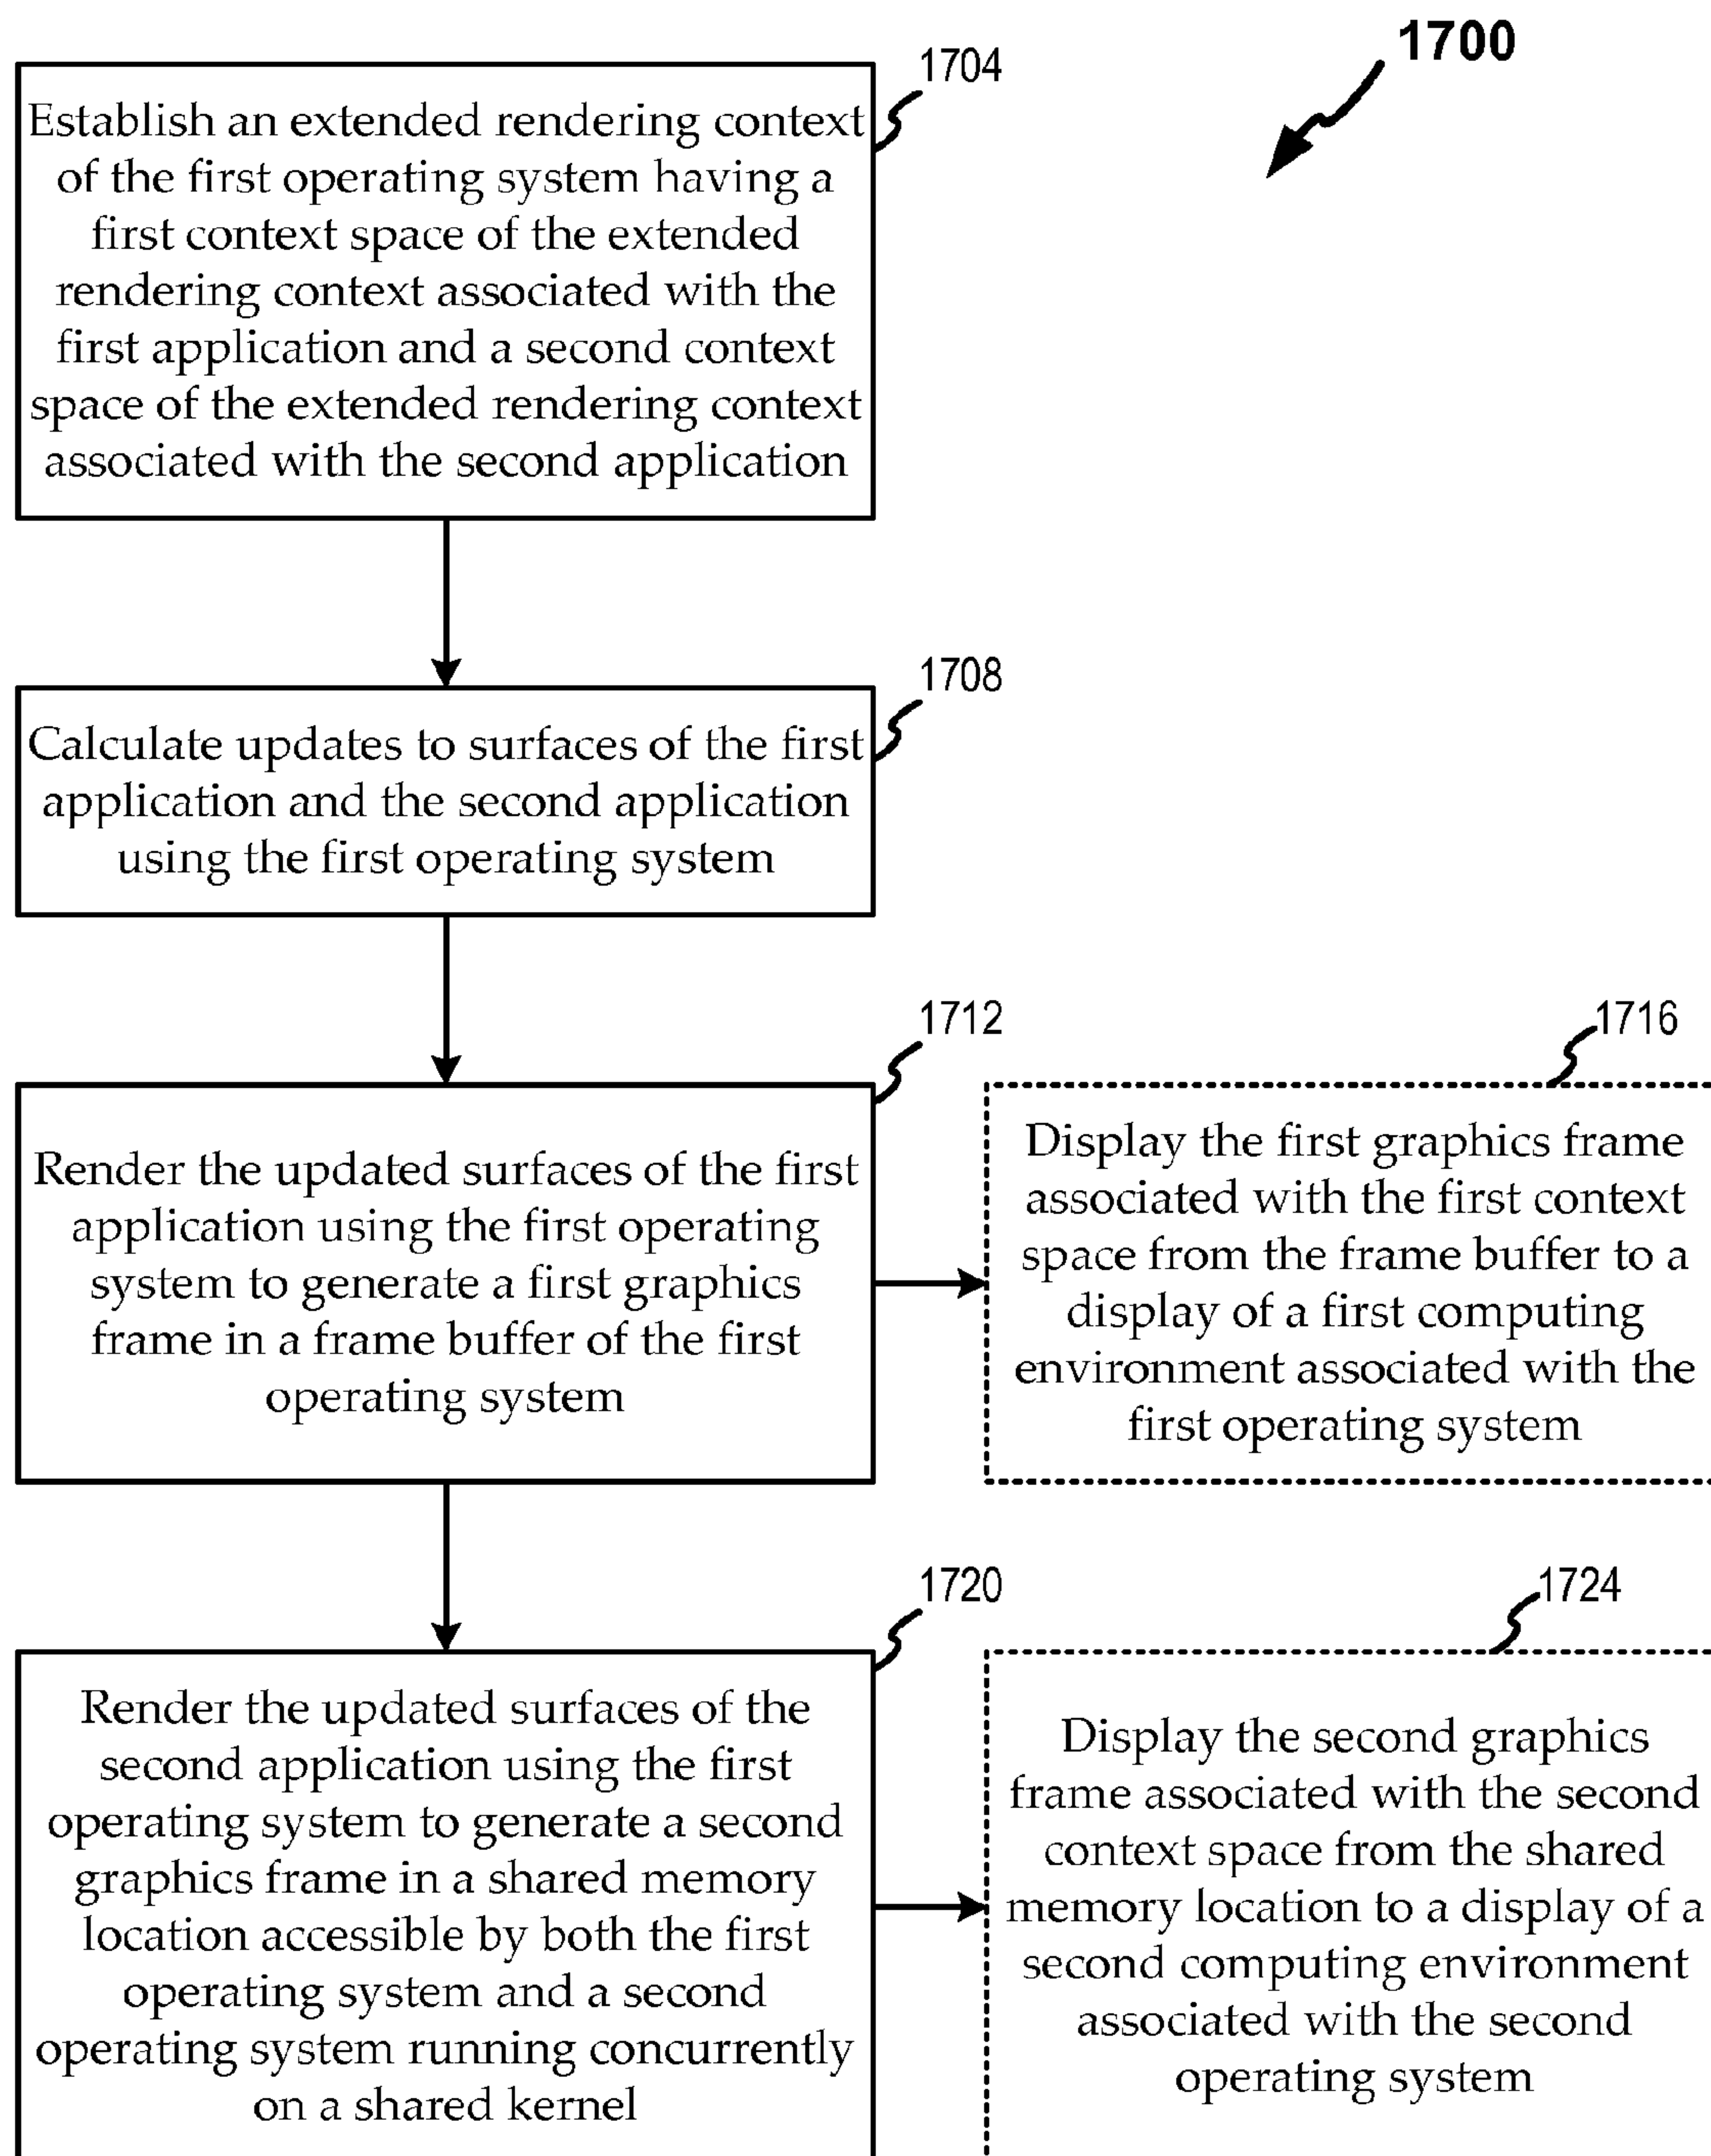 1700
1704
Establish an extended rendering context
of the first operating system having a
first context space of the extended
rendering context associated with the
first application and a second context
space of the extended rendering context
associated with the second application
1708
Calculate updates to surfaces of the first
application and the second application
using the first operating system
1712
Render the updated surfaces of the first
application using the first operating
system to generate a first graphics
frame in a frame buffer of the first
operating system
1716
Display the first graphics frame
associated with the first context
space from the frame buffer to a
display of a first computing
environment associated with the
first operating system
1720
Render the updated surfaces of the
second application using the first
operating system to generate a second
graphics frame in a shared memory
location accessible by both the first
operating system and a second
operating system running concurrently
on a shared kernel
1724
Display the second graphics
frame associated with the second
context space from the shared
memory location to a display of a
second computing environment
associated with the second
operating system